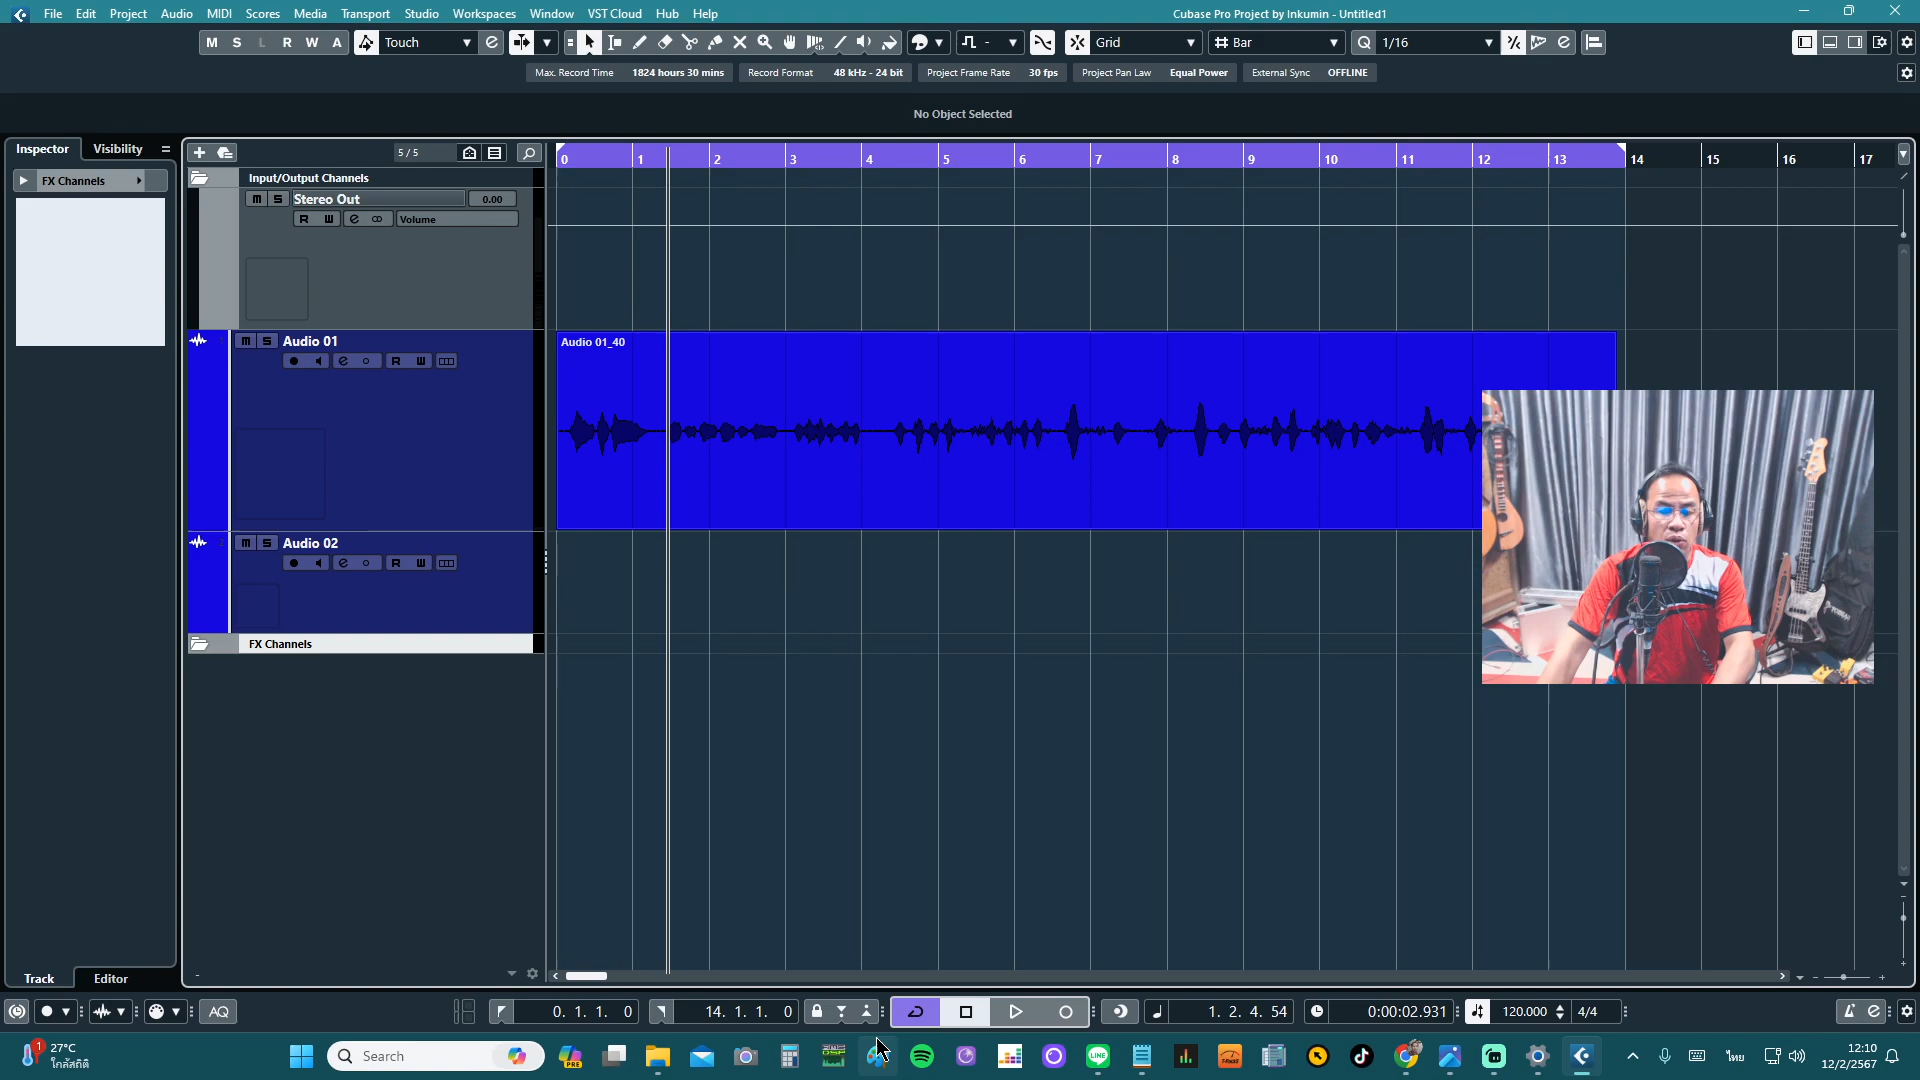 File Edit Project Audio MIDI Scores Media Transport Studio Workspaces Window VST Cloud Hub Help
Cubase Pro Project by Inkumin - Untitled1
M S L R W A Touch
Grid Bar 1/16
Max. Record Time 1824 hours 30 mins Record Format 48 kHz - 24 bit Project Frame Rate 30 fps Project Pan Law Equal Power External Sync OFFLINE
No Object Selected
Inspector Visibility
5 / 5
0 1 2 3 4 5 6 7 8 9 10 11 12 13 14 15 16 17
FX Channels
Input/Output Channels
m S Stereo Out 0.00
R W Volume
m S Audio 01
R W
Audio 01_40
m S Audio 02
R W
FX Channels
Track Editor
AQ
0. 1. 1. 0
14. 1. 1. 0
1. 2. 4. 54
0:00:02.931
120.000
4/4
1
27°C
ใกล้สถิติ
Search
PRE
LINE
ไทย
12:10
12/2/2567